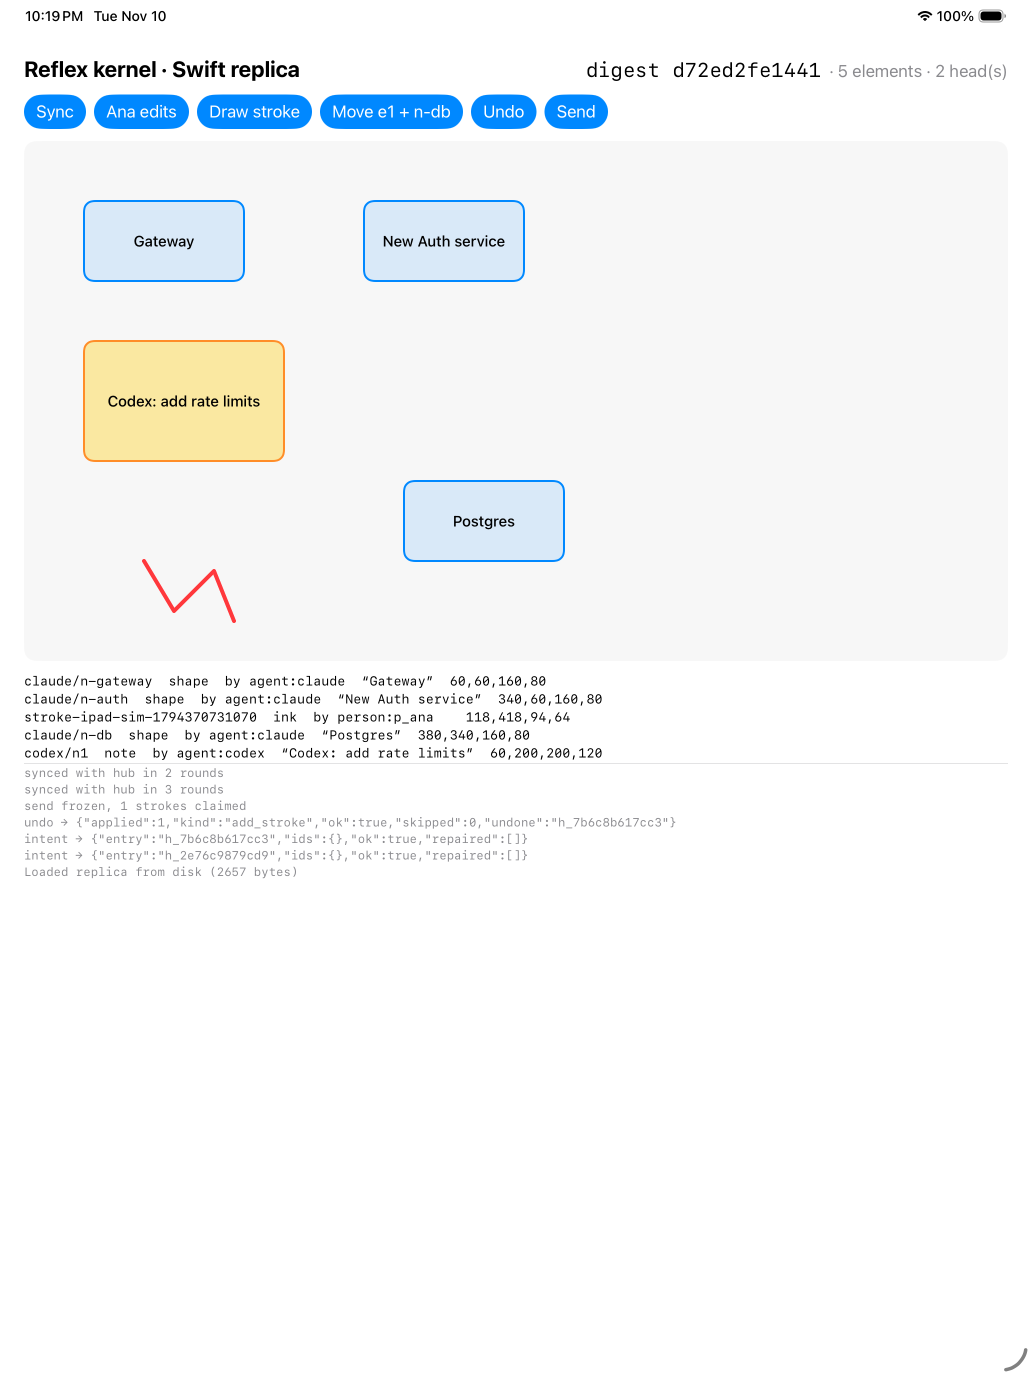 10:19 PM Tue Nov 10 100%
Reflex kernel · Swift replica digest d72ed2fe1441 · 5 elements · 2 head(s)
Sync Ana edits Draw stroke Move e1 + n-db Undo Send
Gateway New Auth service
Codex: add rate limits
Postgres
claude/n-gateway shape by agent:claude “Gateway” 60,60,160,80
claude/n-auth shape by agent:claude “New Auth service” 340,60,160,80
stroke-ipad-sim-1794370731070 ink by person:p_ana 118,418,94,64
claude/n-db shape by agent:claude “Postgres” 380,340,160,80
codex/n1 note by agent:codex “Codex: add rate limits” 60,200,200,120
synced with hub in 2 rounds
synced with hub in 3 rounds
send frozen, 1 strokes claimed
undo → {"applied":1,"kind":"add_stroke","ok":true,"skipped":0,"undone":"h_7b6c8b617cc3"}
intent → {"entry":"h_7b6c8b617cc3","ids":{},"ok":true,"repaired":[]}
intent → {"entry":"h_2e76c9879cd9","ids":{},"ok":true,"repaired":[]}
Loaded replica from disk (2657 bytes)